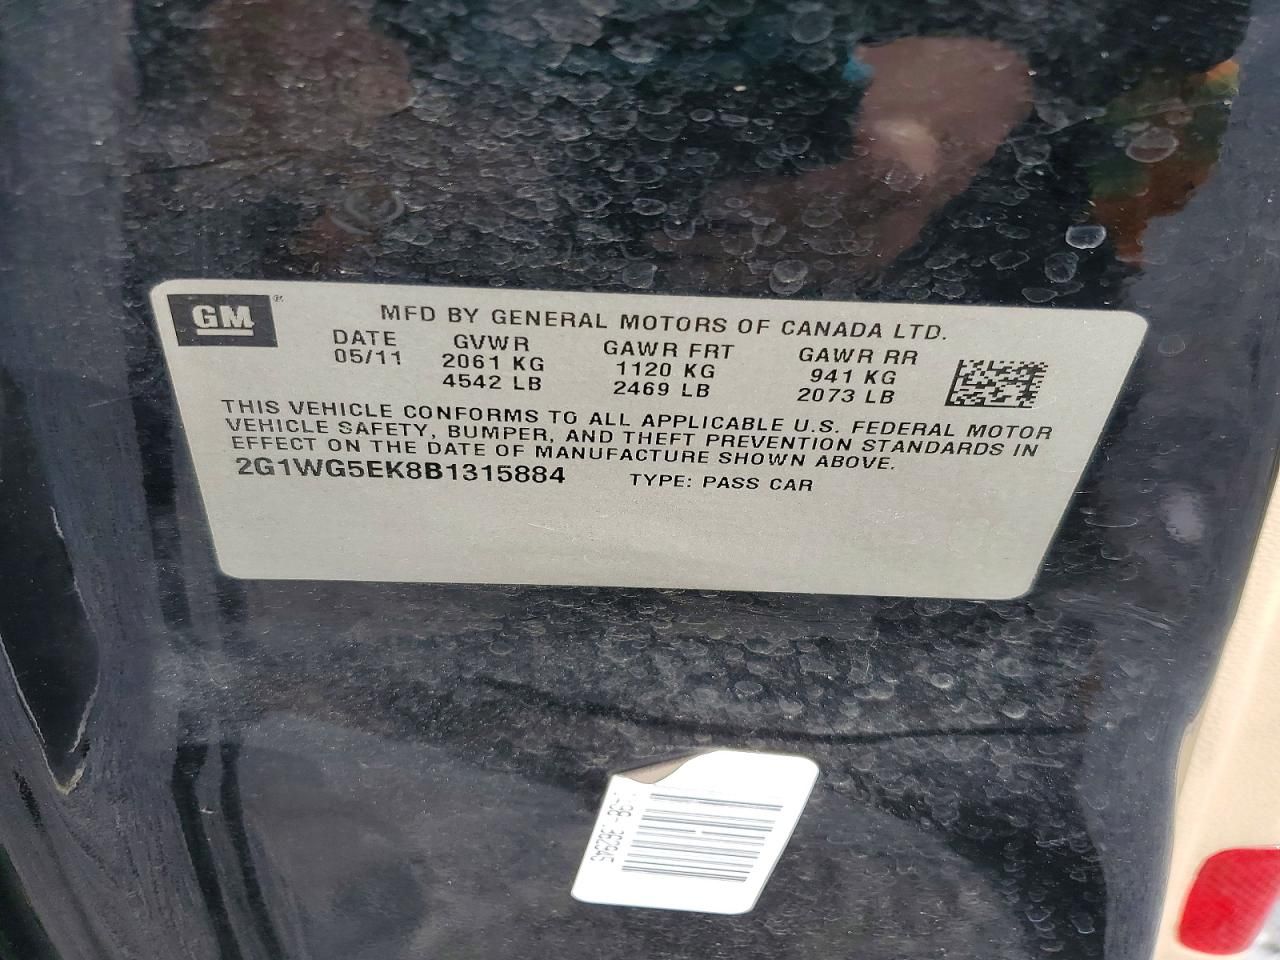 GM
MFD BY GENERAL MOTORS OF CANADA LTD.
DATE GVWR GAWR FRT GAWR RR
05/11 2061 KG 1120 KG 941 KG
4542 LB 2469 LB 2073 LB
THIS VEHICLE CONFORMS TO ALL APPLICABLE U.S. FEDERAL MOTOR
VEHICLE SAFETY, BUMPER, AND THEFT PREVENTION STANDARDS IN
EFFECT ON THE DATE OF MANUFACTURE SHOWN ABOVE.
2G1WG5EK8B1315884 TYPE: PASS CAR